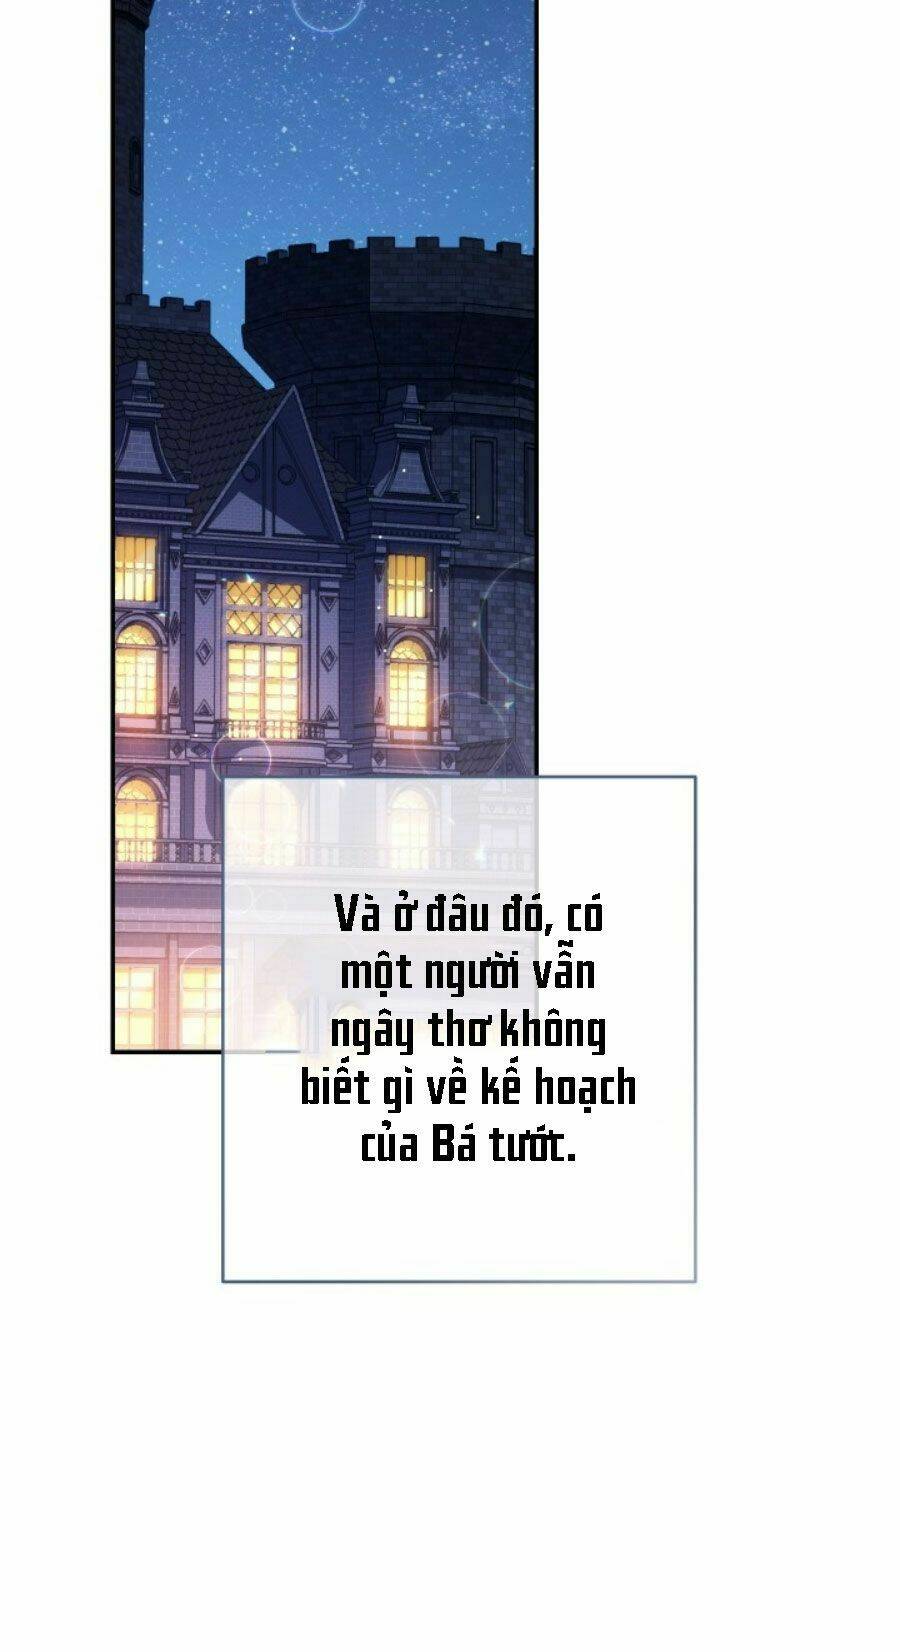 Và ở đâu đó, có
một người vẫn
ngây thơ không
biết gì về kế hoạch
của Bá tước.